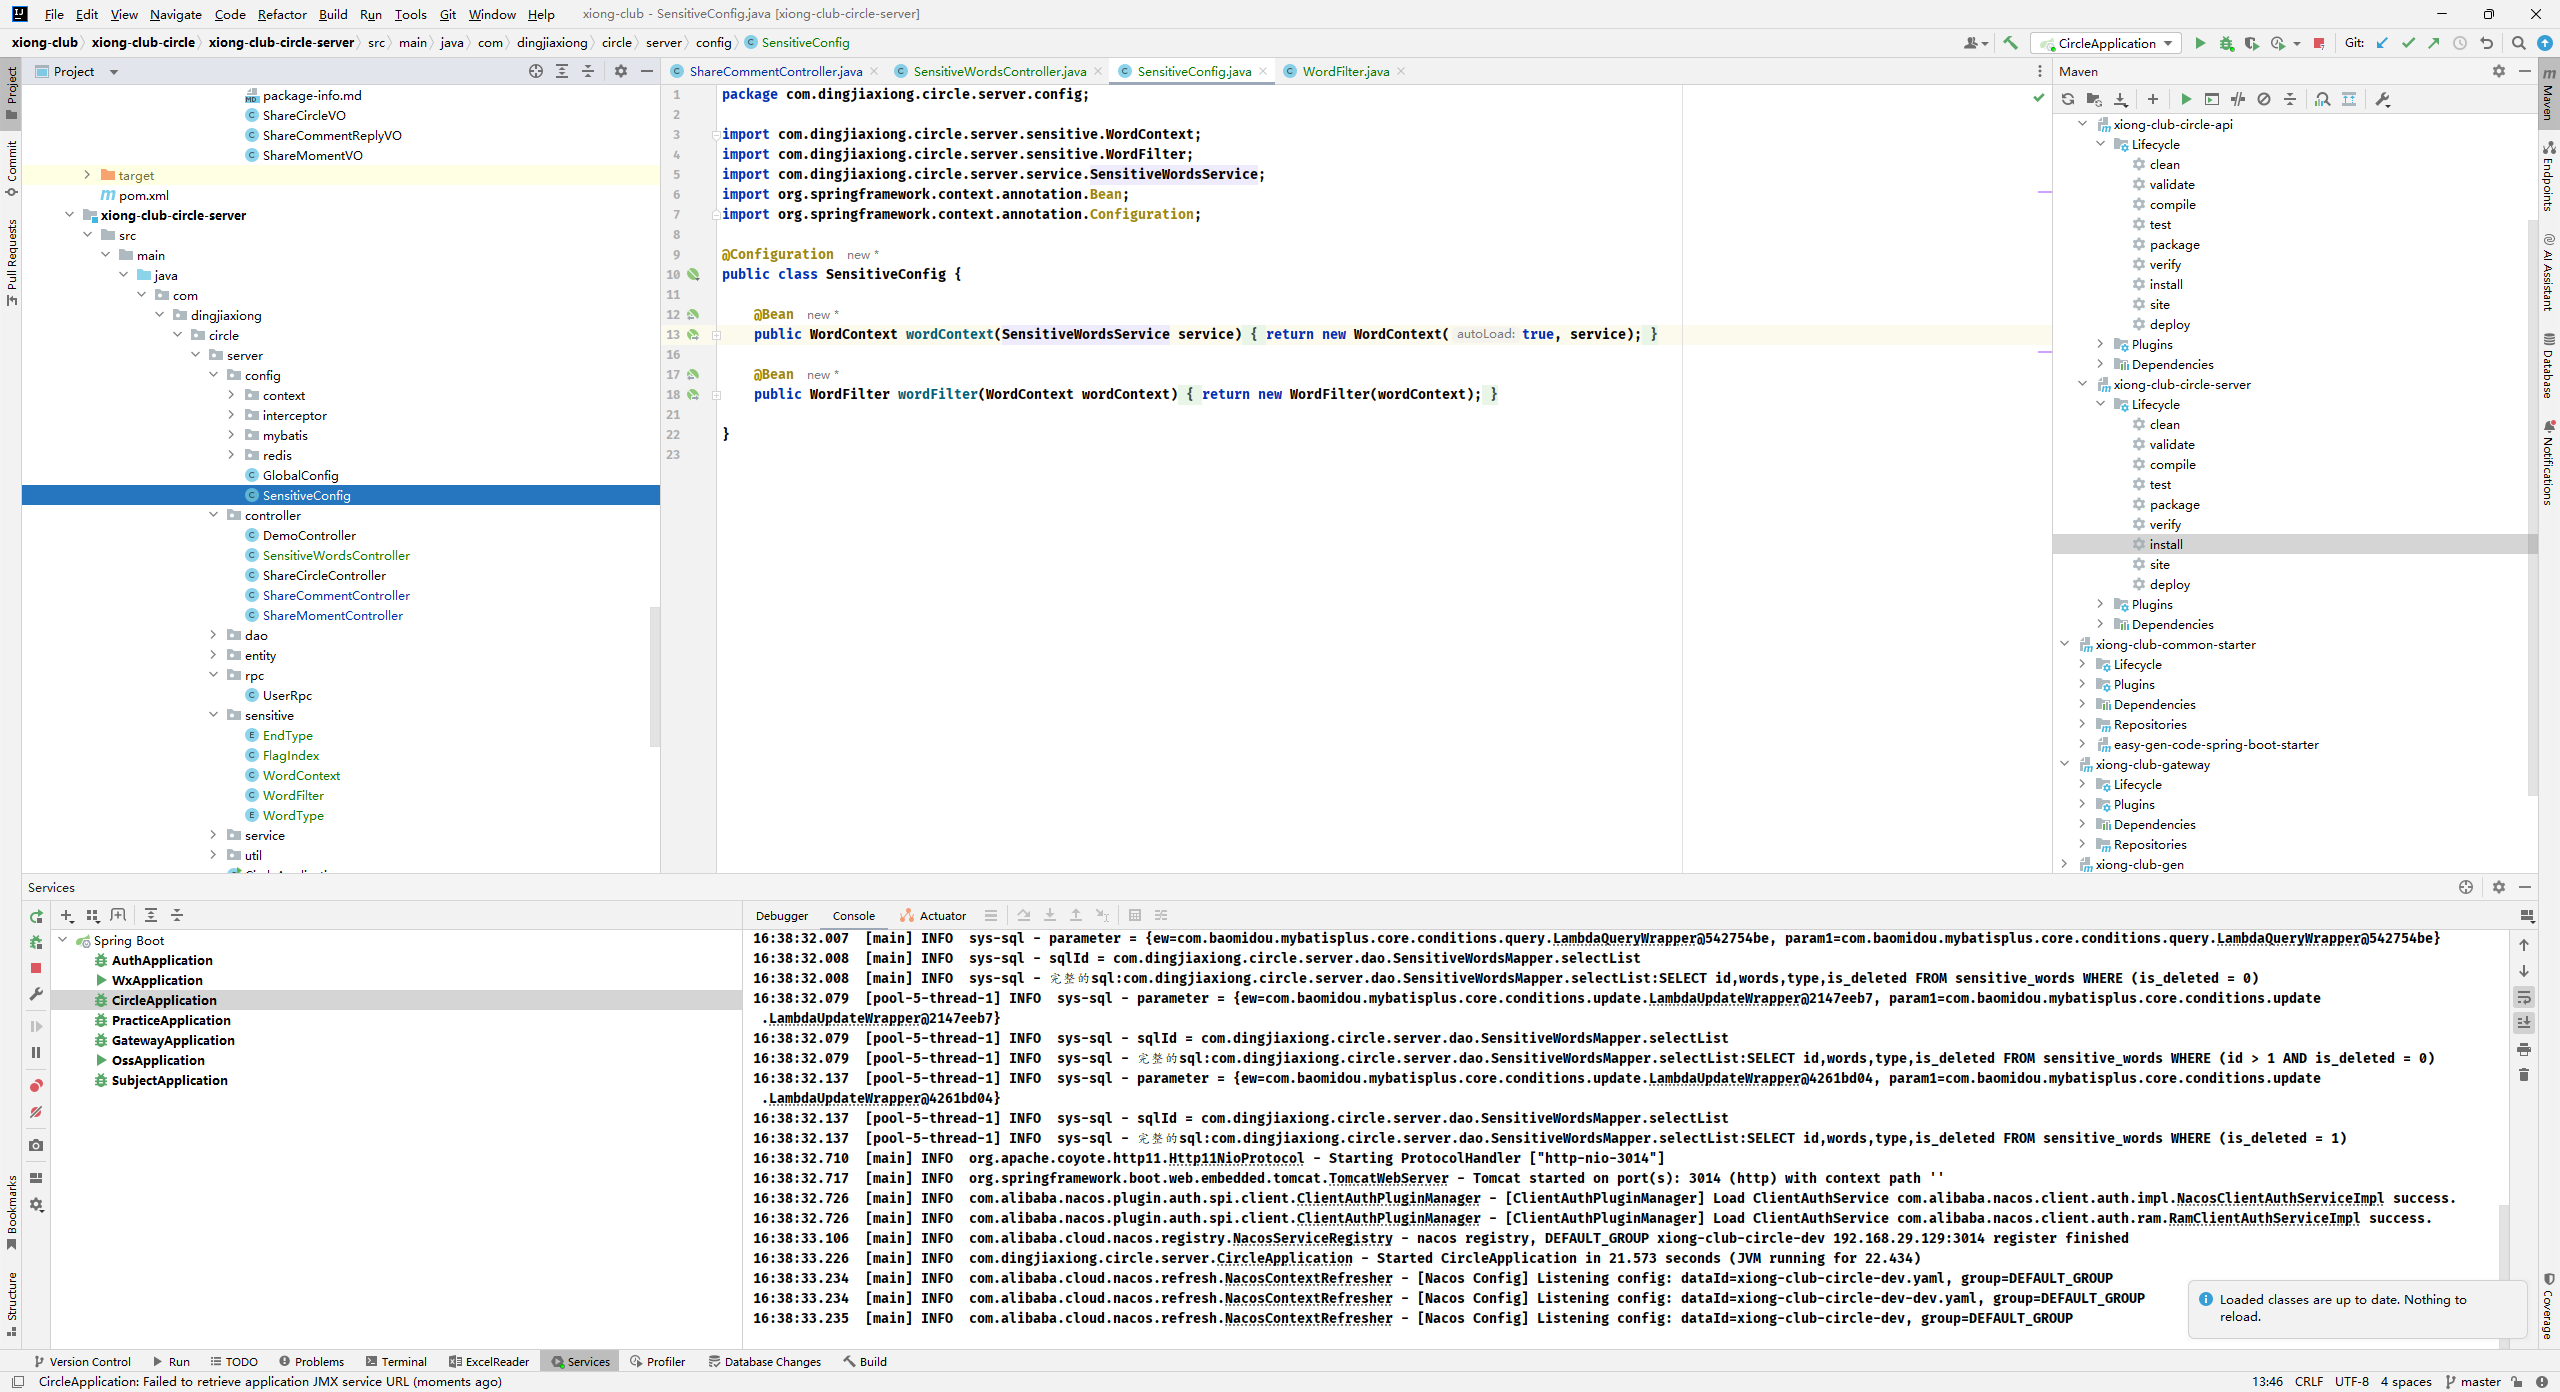 File Edit View Navigate Code Refactor Build Run Tools Git Window Help xiong-club - SensitiveConfig.java [xiong-club-circle-server]
xiong-club xiong-club-circle xiong-club-circle-server src main java com dingjiaxiong circle server config SensitiveConfig
CircleApplication Git:
Project
package-info.md
ShareCircleVO
ShareCommentReplyVO
ShareMomentVO
target
pom.xml
xiong-club-circle-server
src
main
java
com
dingjiaxiong
circle
server
config
context
interceptor
mybatis
redis
GlobalConfig
SensitiveConfig
controller
DemoController
SensitiveWordsController
ShareCircleController
ShareCommentController
ShareMomentController
dao
entity
rpc
UserRpc
sensitive
EndType
FlagIndex
WordContext
WordFilter
WordType
service
util
ShareCommentController.java SensitiveWordsController.java SensitiveConfig.java WordFilter.java
1 package com.dingjiaxiong.circle.server.config;
2
3 import com.dingjiaxiong.circle.server.sensitive.WordContext;
4 import com.dingjiaxiong.circle.server.sensitive.WordFilter;
5 import com.dingjiaxiong.circle.server.service.SensitiveWordsService;
6 import org.springframework.context.annotation.Bean;
7 import org.springframework.context.annotation.Configuration;
8
9 @Configuration new *
10 public class SensitiveConfig {
11
12 @Bean new *
13 public WordContext wordContext(SensitiveWordsService service) { return new WordContext( autoLoad: true, service); }
16
17 @Bean new *
18 public WordFilter wordFilter(WordContext wordContext) { return new WordFilter(wordContext); }
21
22 }
23
Maven
xiong-club-circle-api
Lifecycle
clean
validate
compile
test
package
verify
install
site
deploy
Plugins
Dependencies
xiong-club-circle-server
Lifecycle
clean
validate
compile
test
package
verify
install
site
deploy
Plugins
Dependencies
xiong-club-common-starter
Lifecycle
Plugins
Dependencies
Repositories
easy-gen-code-spring-boot-starter
xiong-club-gateway
Lifecycle
Plugins
Dependencies
Repositories
xiong-club-gen
Project
Commit
Pull Requests
Bookmarks
Structure
Maven
Endpoints
AI Assistant
Database
Notifications
Coverage
Services
Spring Boot
AuthApplication
WxApplication
CircleApplication
PracticeApplication
GatewayApplication
OssApplication
SubjectApplication
Debugger Console Actuator
16:38:32.007 [main] INFO sys-sql - parameter = {ew=com.baomidou.mybatisplus.core.conditions.query.LambdaQueryWrapper@542754be, param1=com.baomidou.mybatisplus.core.conditions.query.LambdaQueryWrapper@542754be}
16:38:32.008 [main] INFO sys-sql - sqlId = com.dingjiaxiong.circle.server.dao.SensitiveWordsMapper.selectList
16:38:32.008 [main] INFO sys-sql - 完整的sql:com.dingjiaxiong.circle.server.dao.SensitiveWordsMapper.selectList:SELECT id,words,type,is_deleted FROM sensitive_words WHERE (is_deleted = 0)
16:38:32.079 [pool-5-thread-1] INFO sys-sql - parameter = {ew=com.baomidou.mybatisplus.core.conditions.update.LambdaUpdateWrapper@2147eeb7, param1=com.baomidou.mybatisplus.core.conditions.update
.LambdaUpdateWrapper@2147eeb7}
16:38:32.079 [pool-5-thread-1] INFO sys-sql - sqlId = com.dingjiaxiong.circle.server.dao.SensitiveWordsMapper.selectList
16:38:32.079 [pool-5-thread-1] INFO sys-sql - 完整的sql:com.dingjiaxiong.circle.server.dao.SensitiveWordsMapper.selectList:SELECT id,words,type,is_deleted FROM sensitive_words WHERE (id > 1 AND is_deleted = 0)
16:38:32.137 [pool-5-thread-1] INFO sys-sql - parameter = {ew=com.baomidou.mybatisplus.core.conditions.update.LambdaUpdateWrapper@4261bd04, param1=com.baomidou.mybatisplus.core.conditions.update
.LambdaUpdateWrapper@4261bd04}
16:38:32.137 [pool-5-thread-1] INFO sys-sql - sqlId = com.dingjiaxiong.circle.server.dao.SensitiveWordsMapper.selectList
16:38:32.137 [pool-5-thread-1] INFO sys-sql - 完整的sql:com.dingjiaxiong.circle.server.dao.SensitiveWordsMapper.selectList:SELECT id,words,type,is_deleted FROM sensitive_words WHERE (is_deleted = 1)
16:38:32.710 [main] INFO org.apache.coyote.http11.Http11NioProtocol - Starting ProtocolHandler ["http-nio-3014"]
16:38:32.717 [main] INFO org.springframework.boot.web.embedded.tomcat.TomcatWebServer - Tomcat started on port(s): 3014 (http) with context path ''
16:38:32.726 [main] INFO com.alibaba.nacos.plugin.auth.spi.client.ClientAuthPluginManager - [ClientAuthPluginManager] Load ClientAuthService com.alibaba.nacos.client.auth.impl.NacosClientAuthServiceImpl success.
16:38:32.726 [main] INFO com.alibaba.nacos.plugin.auth.spi.client.ClientAuthPluginManager - [ClientAuthPluginManager] Load ClientAuthService com.alibaba.nacos.client.auth.ram.RamClientAuthServiceImpl success.
16:38:33.106 [main] INFO com.alibaba.cloud.nacos.registry.NacosServiceRegistry - nacos registry, DEFAULT_GROUP xiong-club-circle-dev 192.168.29.129:3014 register finished
16:38:33.226 [main] INFO com.dingjiaxiong.circle.server.CircleApplication - Started CircleApplication in 21.573 seconds (JVM running for 22.434)
16:38:33.234 [main] INFO com.alibaba.cloud.nacos.refresh.NacosContextRefresher - [Nacos Config] Listening config: dataId=xiong-club-circle-dev.yaml, group=DEFAULT_GROUP
16:38:33.234 [main] INFO com.alibaba.cloud.nacos.refresh.NacosContextRefresher - [Nacos Config] Listening config: dataId=xiong-club-circle-dev-dev.yaml, group=DEFAULT_GROUP
16:38:33.235 [main] INFO com.alibaba.cloud.nacos.refresh.NacosContextRefresher - [Nacos Config] Listening config: dataId=xiong-club-circle-dev, group=DEFAULT_GROUP
Loaded classes are up to date. Nothing to
reload.
Version Control Run TODO Problems Terminal ExcelReader Services Profiler Database Changes Build
CircleApplication: Failed to retrieve application JMX service URL (moments ago) 13:46 CRLF UTF-8 4 spaces master